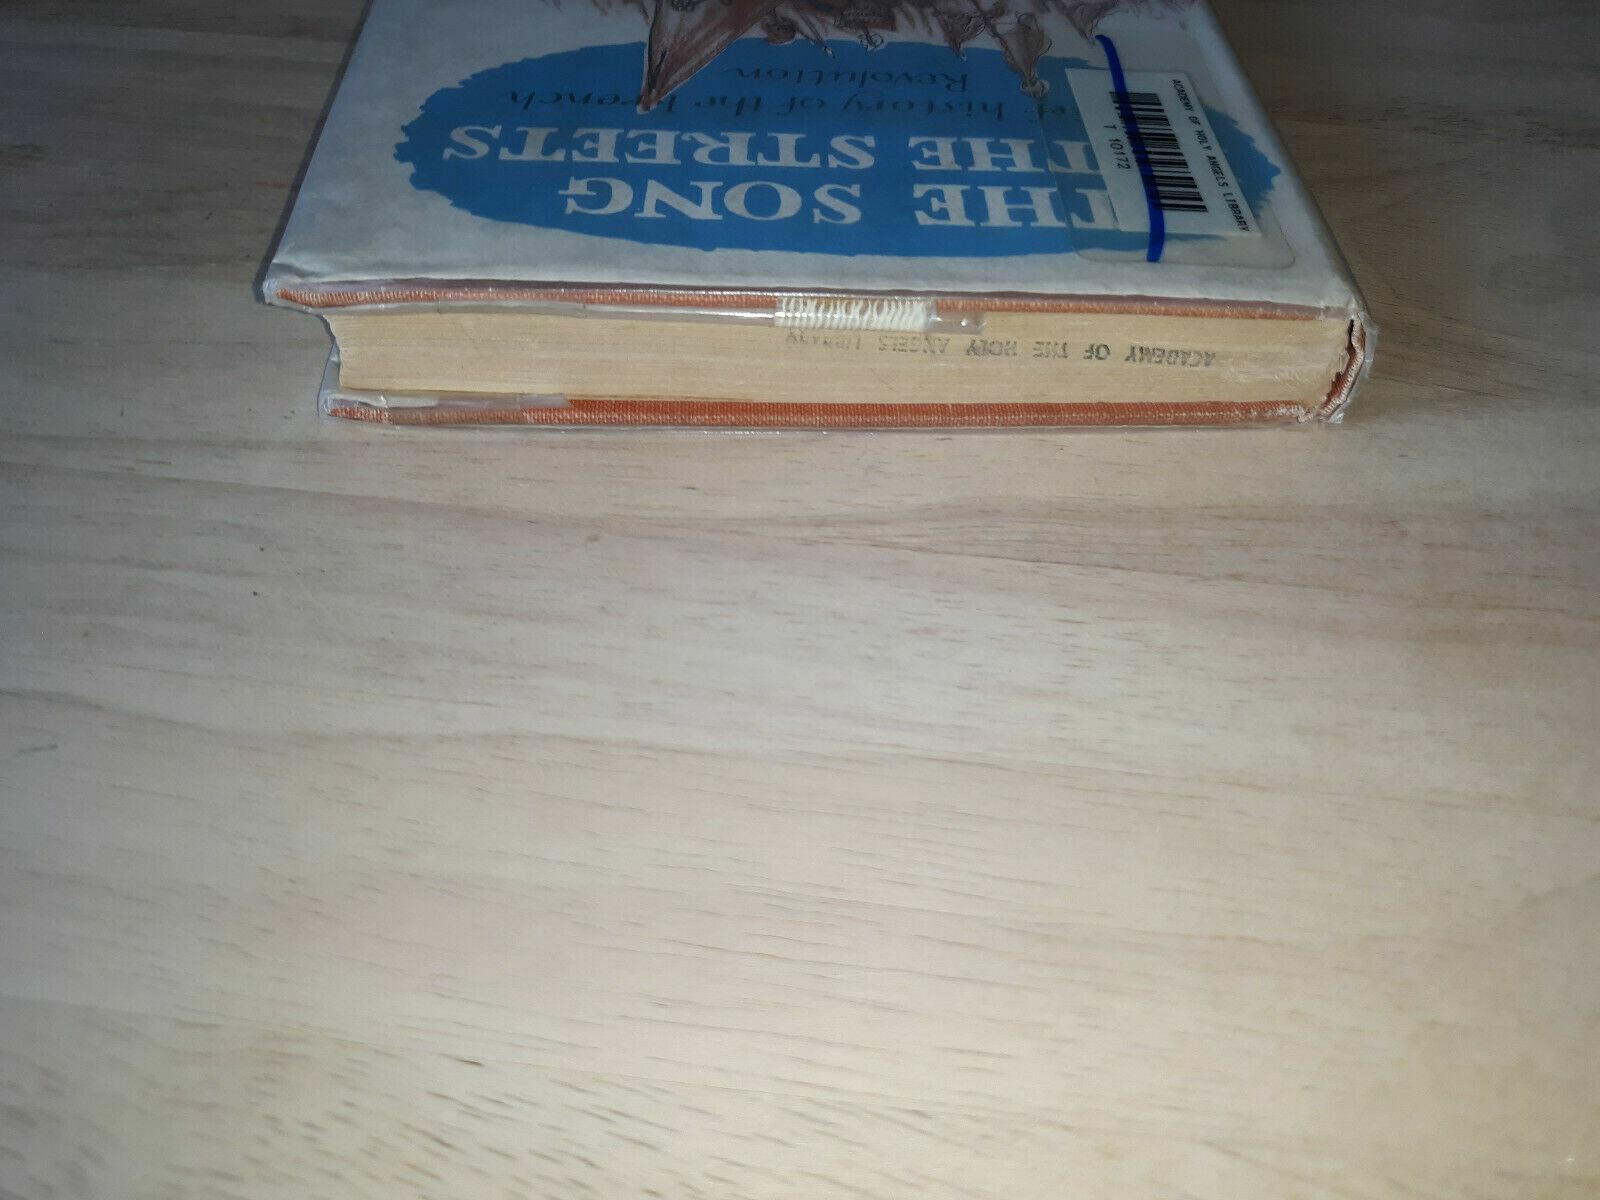 THE SONG
THE STREETS
history of the French
Revolution
ACADEMY OF HOLY ANGELS LIBRARY
T 10172
ACADEMY OF THE HOLY ANGELS LIBRARY